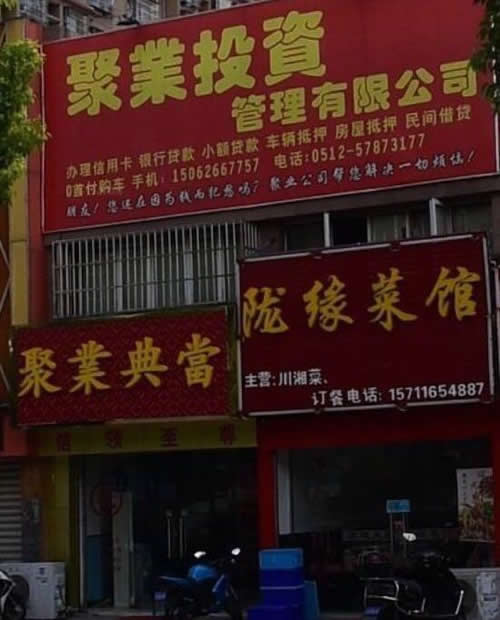 聚業投資
管理有限公司
办理信用卡 银行贷款 小额贷款 车辆抵押 房屋抵押 民间借贷
0首付购车 手机：15062667757 电话：0512-57873177
朋友！您还在因为钱而犯愁吗？聚业公司帮您解决一切烦恼！
聚業典當
陇缘菜馆
主营:川湘菜、
订餐电话: 15711654887